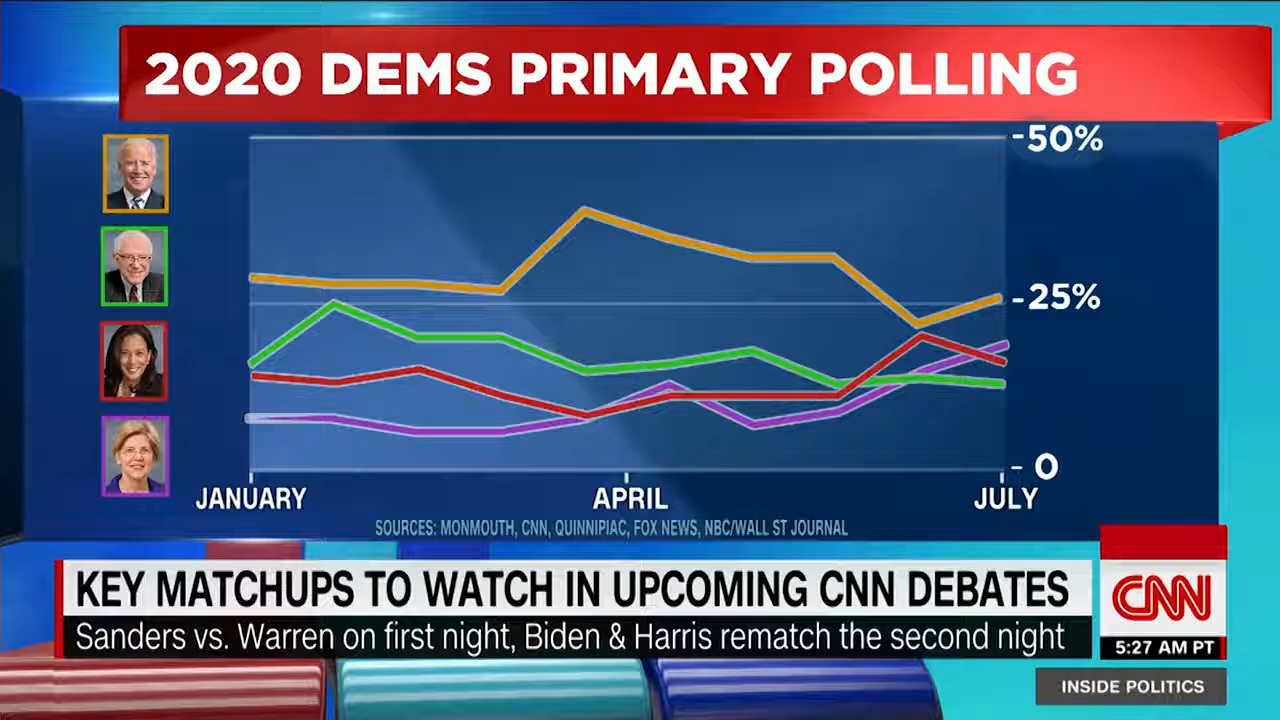 2020 DEMS PRIMARY POLLING
-50%
-25%
- 0
JANUARY APRIL JULY
SOURCES: MONMOUTH, CNN, QUINNIPIAC, FOX NEWS, NBC/WALL ST JOURNAL
KEY MATCHUPS TO WATCH IN UPCOMING CNN DEBATES
Sanders vs. Warren on first night, Biden & Harris rematch the second night
CNN
5:27 AM PT
INSIDE POLITICS